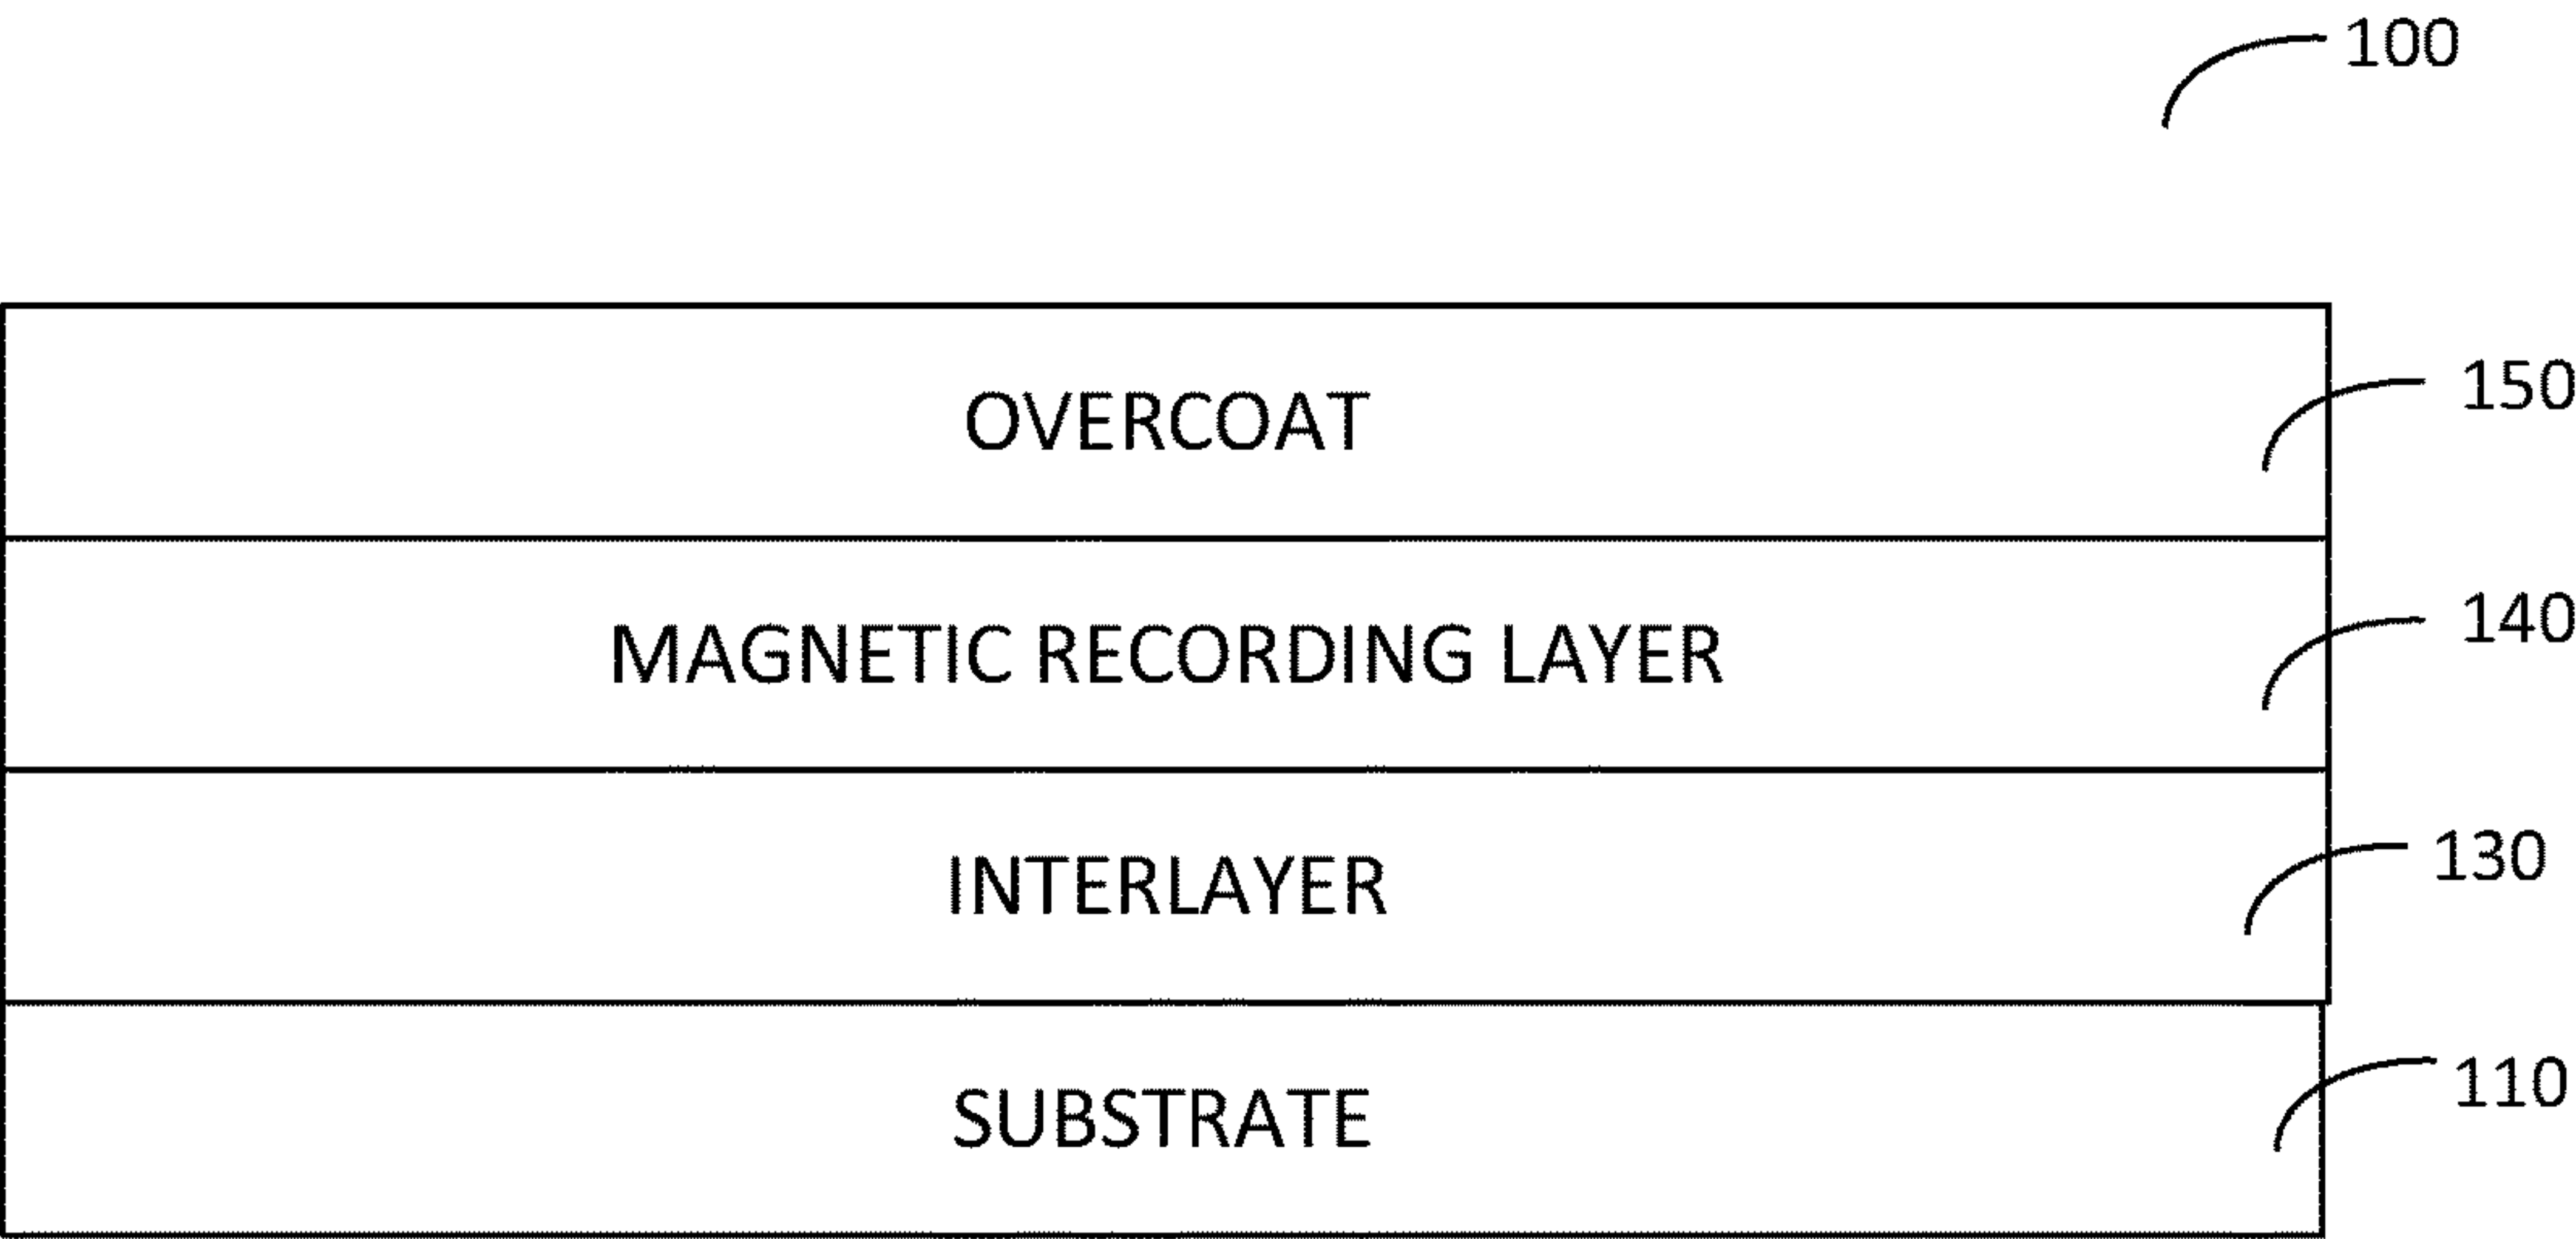 100
OVERCOAT 150
MAGNETIC RECORDING LAYER 140
INTERLAYER 130
SUBSTRATE 110